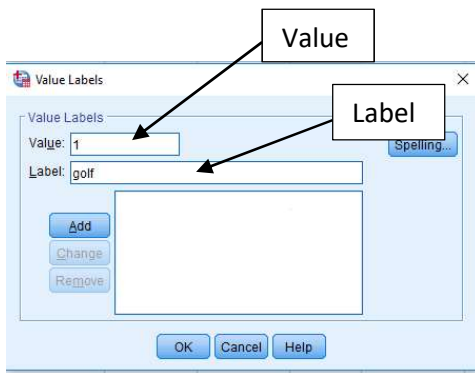 Value
Value Labels
Label
Value Labels
Value: 1
Spelling...
Label: golf
Add
Change
Remove
OK Cancel Help